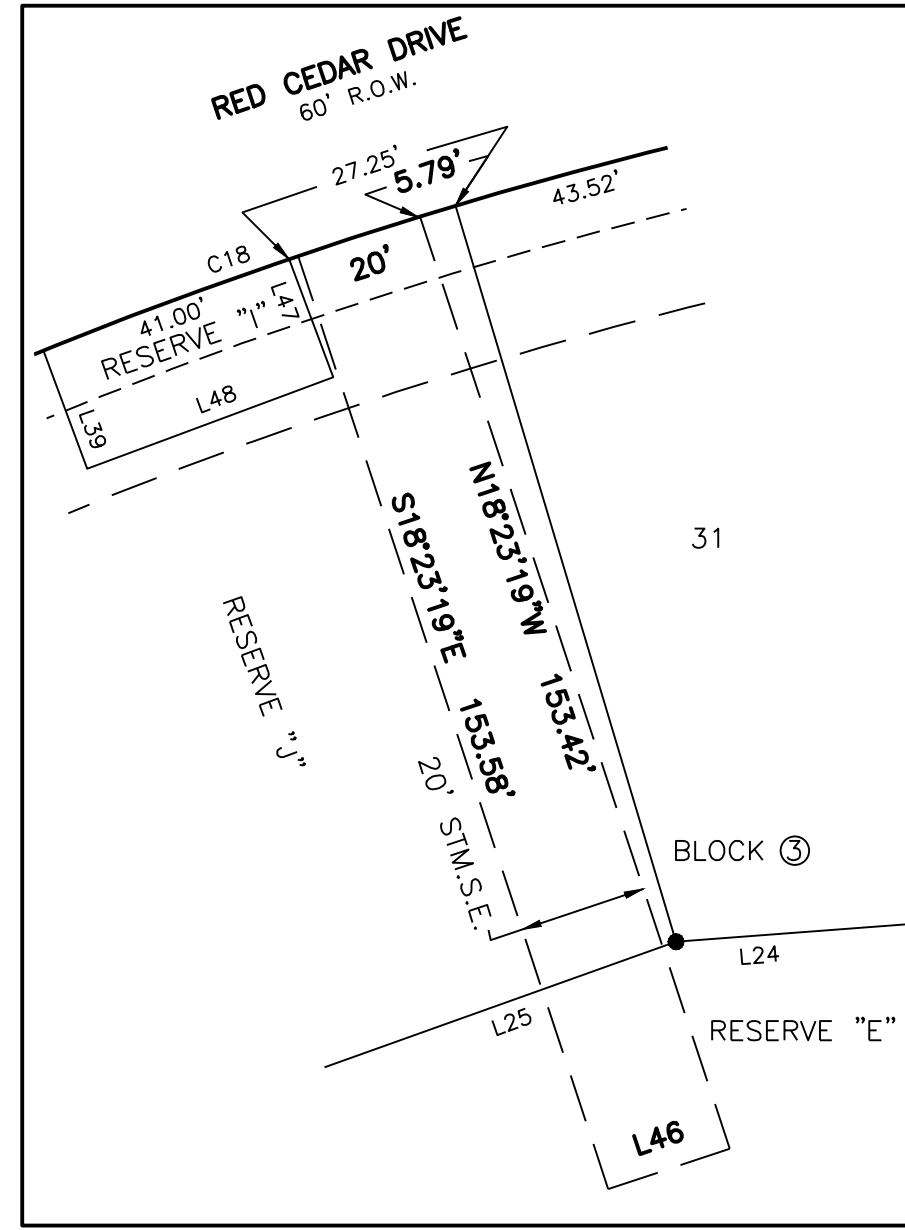 RED CEDAR DRIVE
60' R.O.W.
27.25'
5.79'
43.52'
C18
20'
41.00'
L47
RESERVE "I"
L48
L39
S18°23'19"E 153.58'
N18°23'19"W 153.42'
31
RESERVE "J"
20' STM.S.E.
BLOCK ③
L24
L25
RESERVE "E"
L46